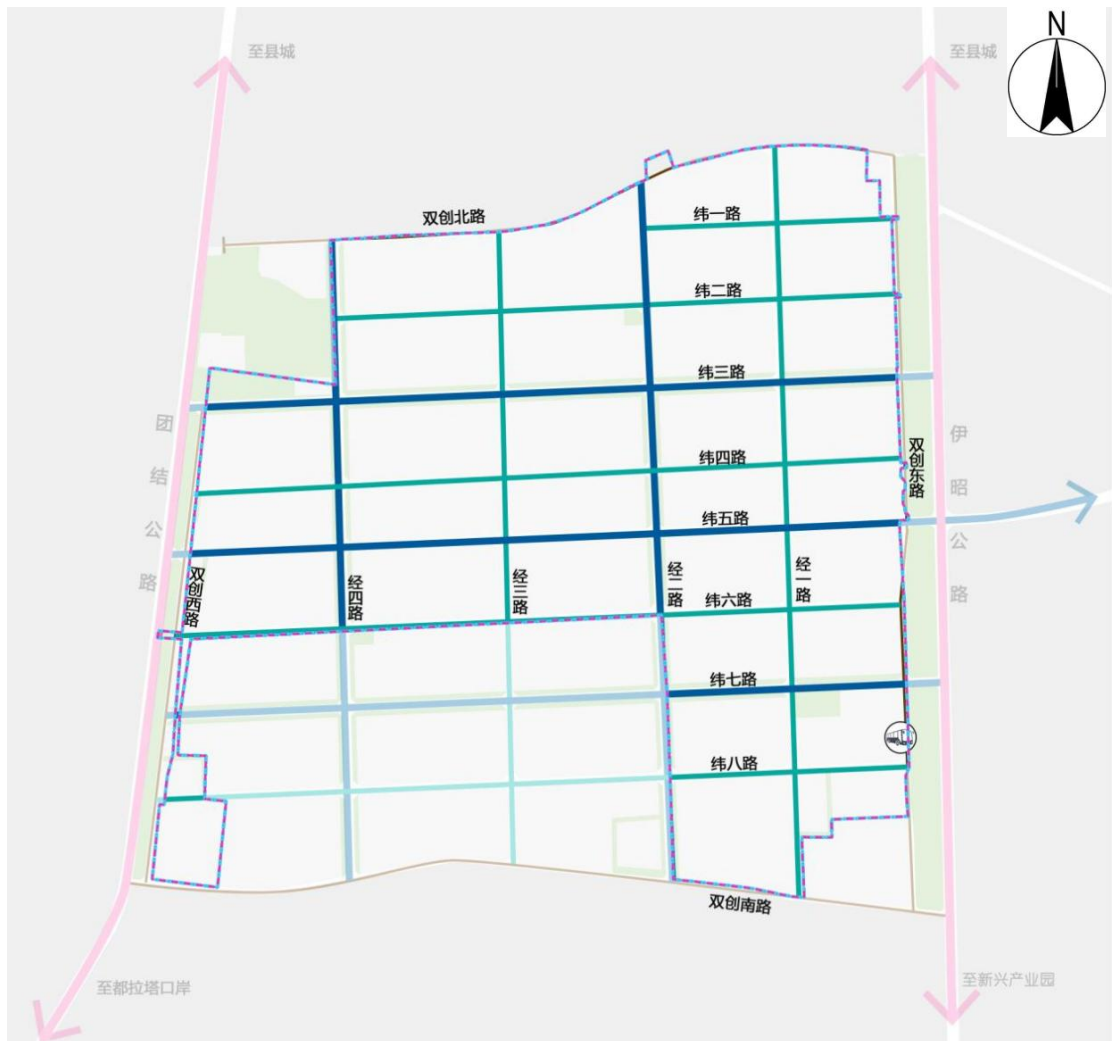 N
至县城
至县城
双创北路
纬一路
纬二路
纬三路
团结公路
伊昭公路
双创东路
纬四路
纬五路
双创西路
经四路
经三路
经二路
经一路
纬六路
纬七路
纬八路
双创南路
至都拉塔口岸
至新兴产业园